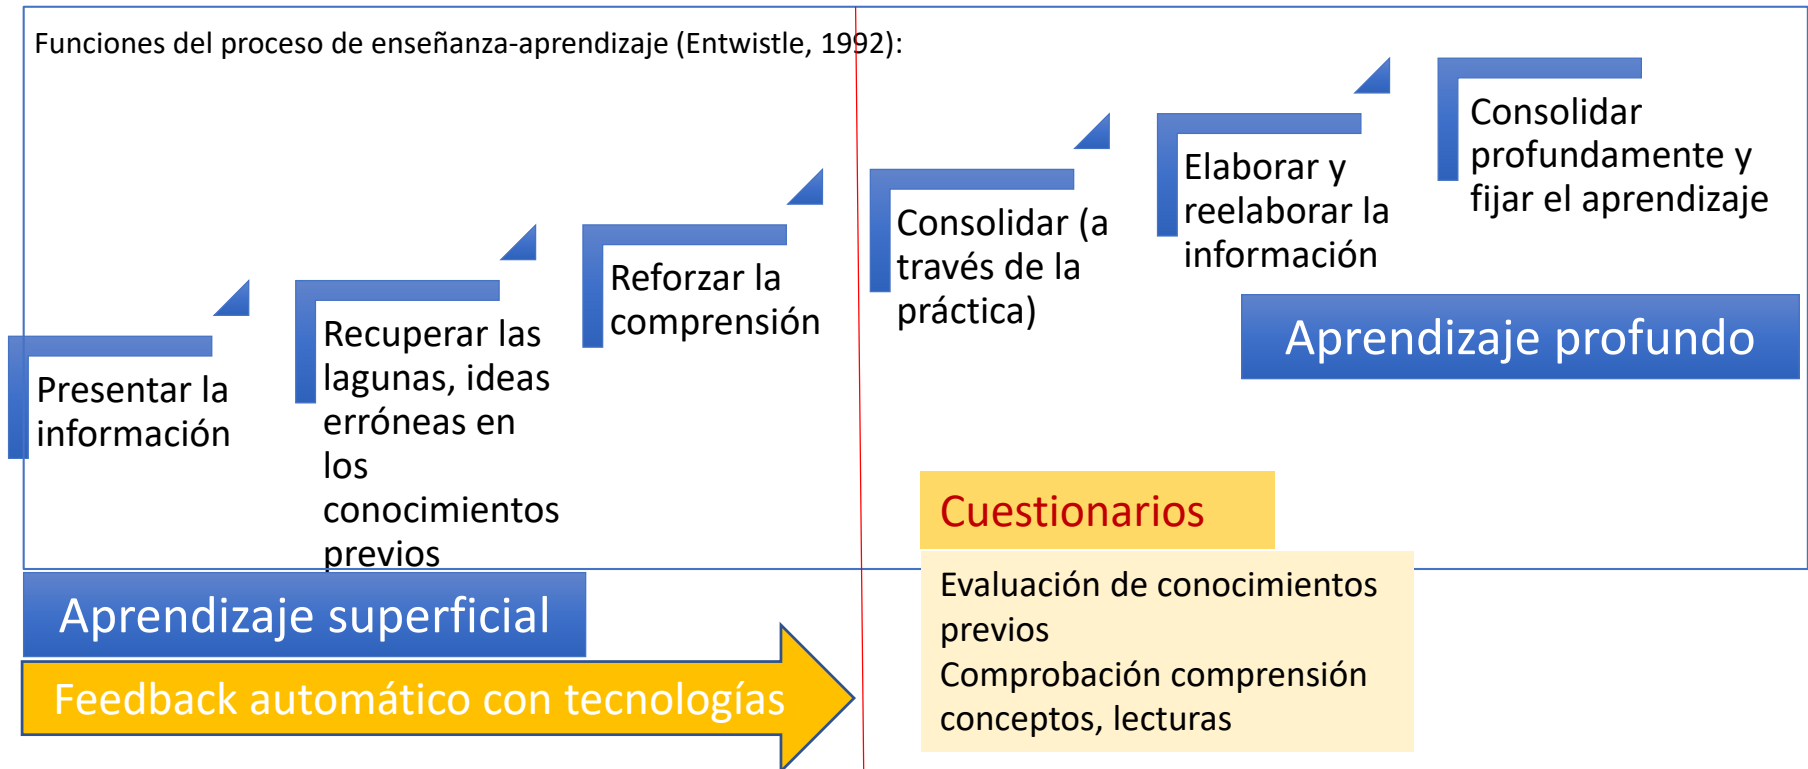 Funciones del proceso de enseñanza-aprendizaje (Entwistle, 1992):
Presentar la
información
Recuperar las
lagunas, ideas
erróneas en
los
conocimientos
previos
Reforzar la
comprensión
Consolidar (a
través de la
práctica)
Elaborar y
reelaborar la
información
Consolidar
profundamente y
fijar el aprendizaje
Aprendizaje profundo
Aprendizaje superficial
Feedback automático con tecnologías
Cuestionarios
Evaluación de conocimientos
previos
Comprobación comprensión
conceptos, lecturas